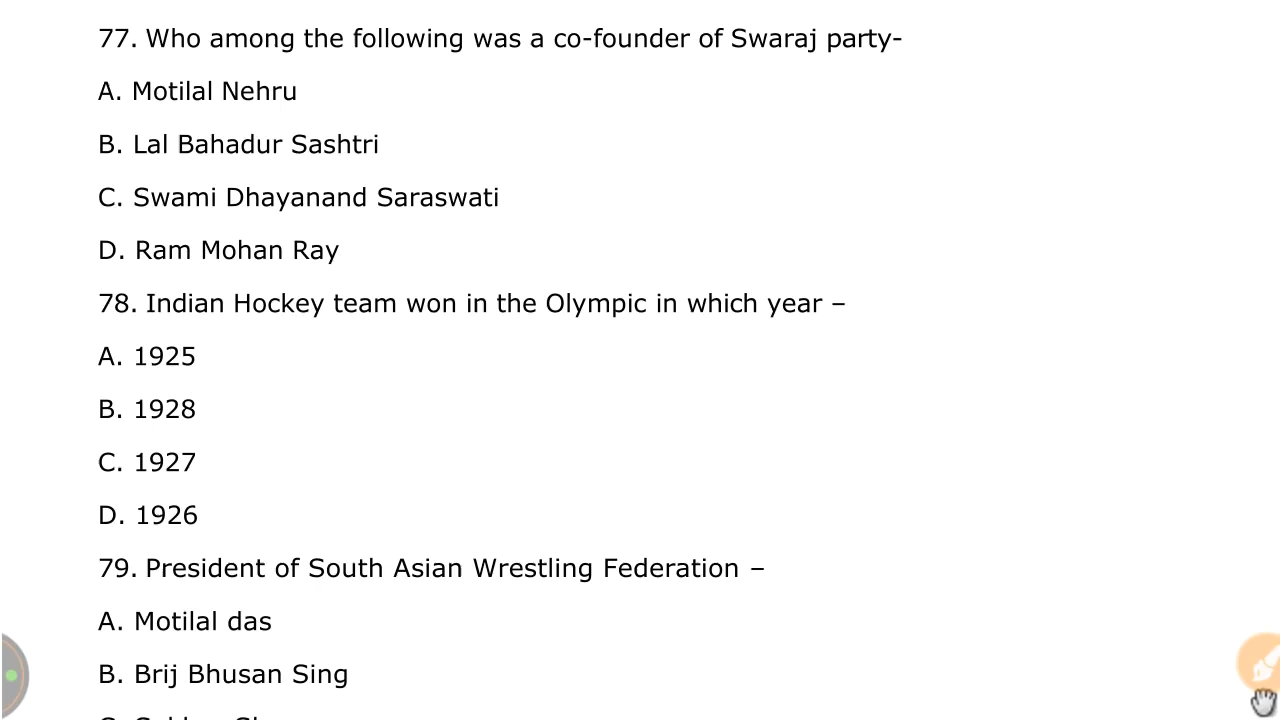 77. Who among the following was a co-founder of Swaraj party-
A. Motilal Nehru
B. Lal Bahadur Sashtri
C. Swami Dhayanand Saraswati
D. Ram Mohan Ray
78. Indian Hockey team won in the Olympic in which year –
A. 1925
B. 1928
C. 1927
D. 1926
79. President of South Asian Wrestling Federation –
A. Motilal das
B. Brij Bhusan Sing